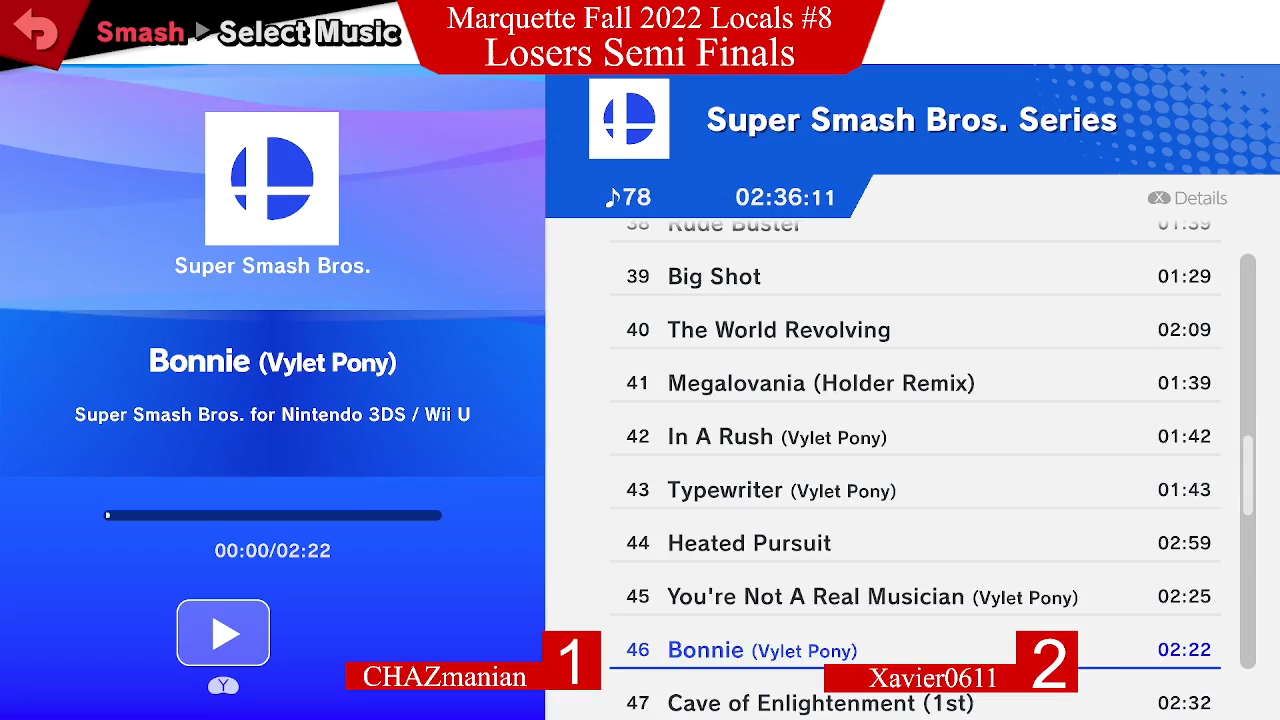 Smash ▶ Select Music
Marquette Fall 2022 Locals #8
Losers Semi Finals
Super Smash Bros.
Bonnie (Vylet Pony)
Super Smash Bros. for Nintendo 3DS / Wii U
00:00/02:22
Y
Super Smash Bros. Series
♪78 02:36:11
X Details
38 Rude Buster 01:39
39 Big Shot 01:29
40 The World Revolving 02:09
41 Megalovania (Holder Remix) 01:39
42 In A Rush (Vylet Pony) 01:42
43 Typewriter (Vylet Pony) 01:43
44 Heated Pursuit 02:59
45 You're Not A Real Musician (Vylet Pony) 02:25
46 Bonnie (Vylet Pony) 02:22
47 Cave of Enlightenment (1st) 02:32
CHAZmanian 1
Xavier0611 2